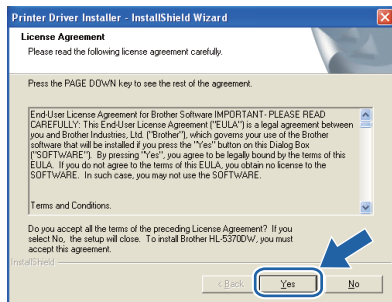 Printer Driver Installer - InstallShield Wizard
License Agreement
Please read the following license agreement carefully.
Press the PAGE DOWN key to see the rest of the agreement.
End-User License Agreement for Brother Software IMPORTANT- PLEASE READ
CAREFULLY: This End-User License Agreement ("EULA") is a legal agreement between
you and Brother Industries, Ltd. ("Brother"), which governs your use of the Brother
software that will be installed if you press the "Yes" button on this Dialog Box
("SOFTWARE"). By pressing "Yes", you agree to be legally bound by the terms of this
EULA. If you do not agree to the terms of this EULA, you obtain no license to the
SOFTWARE. In such case, you may not use the SOFTWARE.
Terms and Conditions.
Do you accept all the terms of the preceding License Agreement? If you
select No, the setup will close. To install Brother HL-5370DW, you must
accept this agreement.
InstallShield
< Back
Yes
No